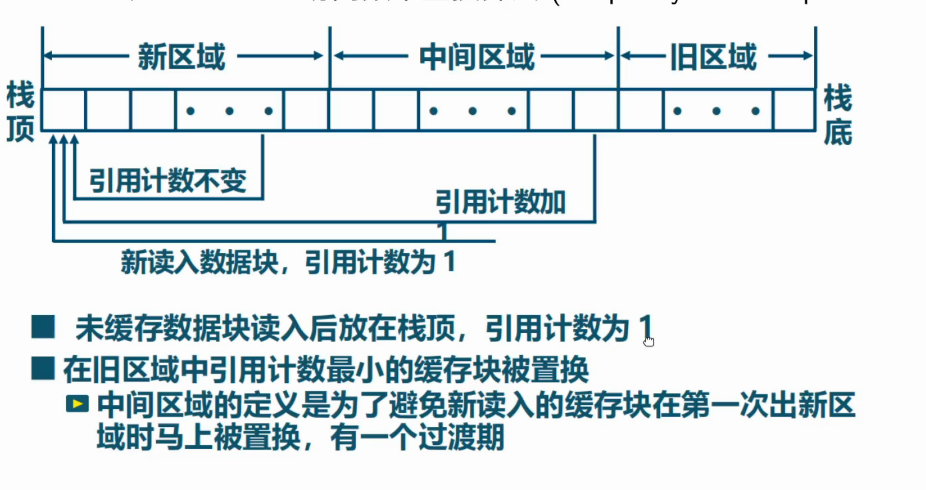 新区域 中间区域 旧区域
栈顶
栈底
引用计数不变
引用计数加
1
新读入数据块，引用计数为 1
■ 未缓存数据块读入后放在栈顶，引用计数为 1
■ 在旧区域中引用计数最小的缓存块被置换
中间区域的定义是为了避免新读入的缓存块在第一次出新区
域时马上被置换，有一个过渡期